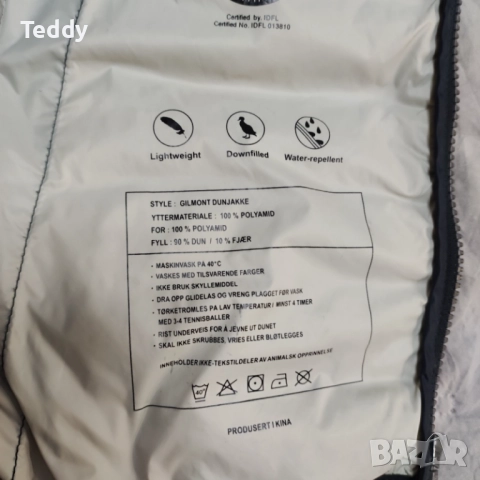 Teddy
Certified by. IDFL
Certified No. IDFL 013810
Lightweight
Downfilled
Water-repellent
STYLE : GILMONT DUNJAKKE
YTTERMATERIALE : 100 % POLYAMID
FOR : 100 % POLYAMID
FYLL : 90 % DUN / 10 % FJÆR
• MASKINVASK PÅ 40°C
• VASKES MED TILSVARENDE FARGER.
• IKKE BRUK SKYLLEMIDDEL
• DRA OPP GLIDELÅS OG VRENG PLAGGET FØR VASK
• TØRKETROMLES PÅ LAV TEMPERATUR / MINST 4 TIMER
MED 3-4 TENNISBALLER
• RIST UNDERVEIS FOR Å JEVNE UT DUNET
• SKAL IKKE SKRUBBES, VRIES ELLER BLØTLEGGES
INNEHOLDER IKKE-TEKSTILDELER AV ANIMALSK OPPRINNELSE
40°
PRODUSERT I KINA
BAZAR